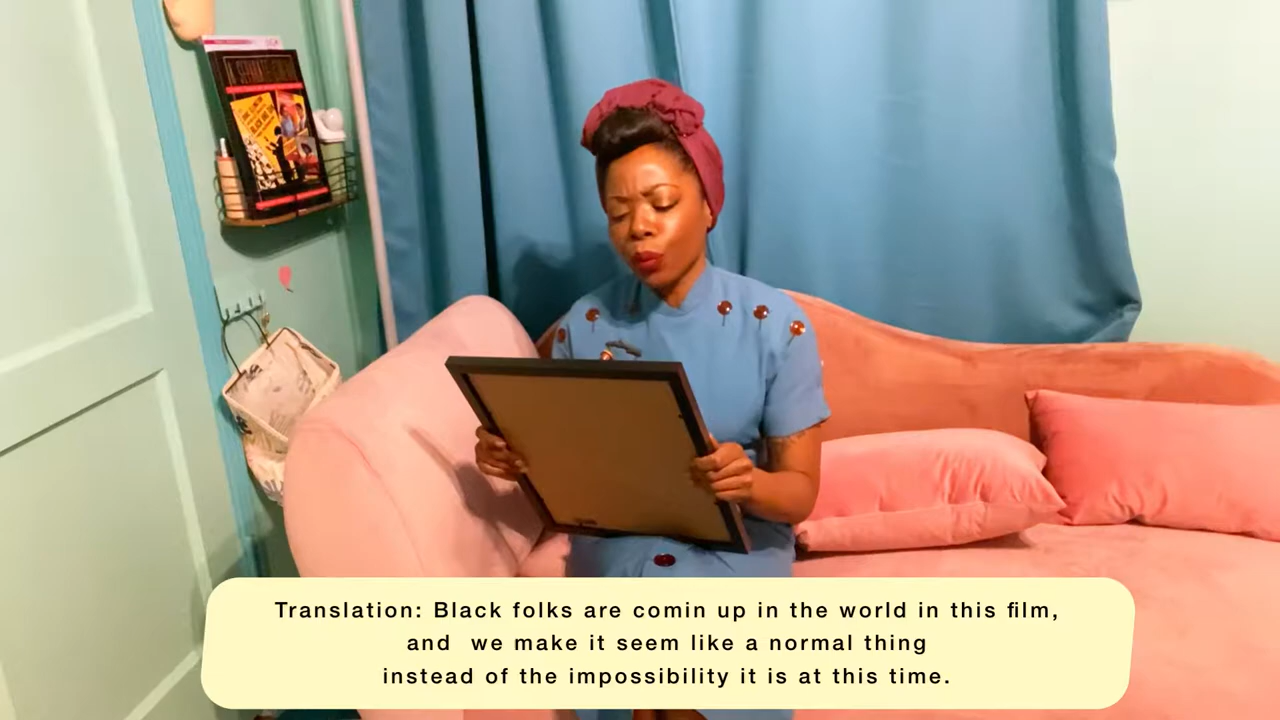 Translation: Black folks are comin up in the world in this film,
and we make it seem like a normal thing
instead of the impossibility it is at this time.